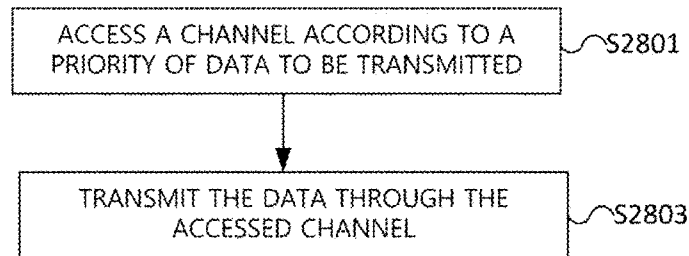 ACCESS A CHANNEL ACCORDING TO A
PRIORITY OF DATA TO BE TRANSMITTED
S2801
TRANSMIT THE DATA THROUGH THE
ACCESSED CHANNEL
S2803